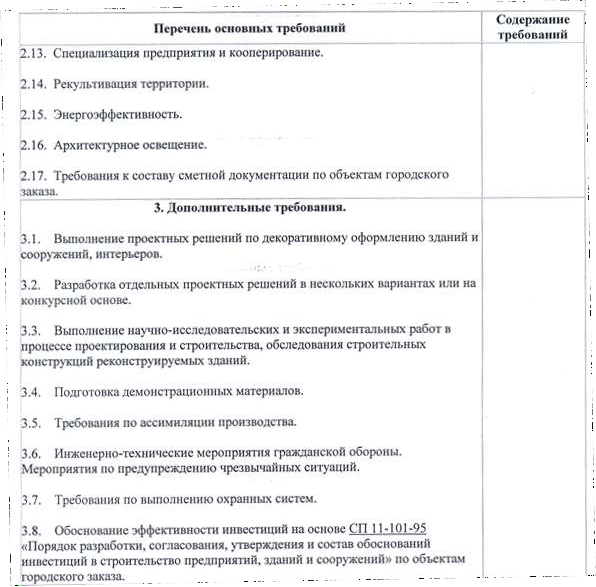 Перечень основных требований
Содержание
требований
2.13. Специализация предприятия и кооперирование.
2.14. Рекультивация территории.
2.15. Энергоэффективность.
2.16. Архитектурное освещение.
2.17. Требования к составу сметной документации по объектам городского
заказа.
3. Дополнительные требования.
3.1. Выполнение проектных решений по декоративному оформлению зданий и
сооружений, интерьеров.
3.2. Разработка отдельных проектных решений в нескольких вариантах или на
конкурсной основе.
3.3. Выполнение научно-исследовательских и экспериментальных работ в
процессе проектирования и строительства, обследования строительных
конструкций реконструируемых зданий.
3.4. Подготовка демонстрационных материалов.
3.5. Требования по ассимиляции производства.
3.6. Инженерно-технические мероприятия гражданской обороны.
Мероприятия по предупреждению чрезвычайных ситуаций.
3.7. Требования по выполнению охранных систем.
3.8. Обоснование эффективности инвестиций на основе СП 11-101-95
«Порядок разработки, согласования, утверждения и состав обоснований
инвестиций в строительство предприятий, зданий и сооружений» по объектам
городского заказа.